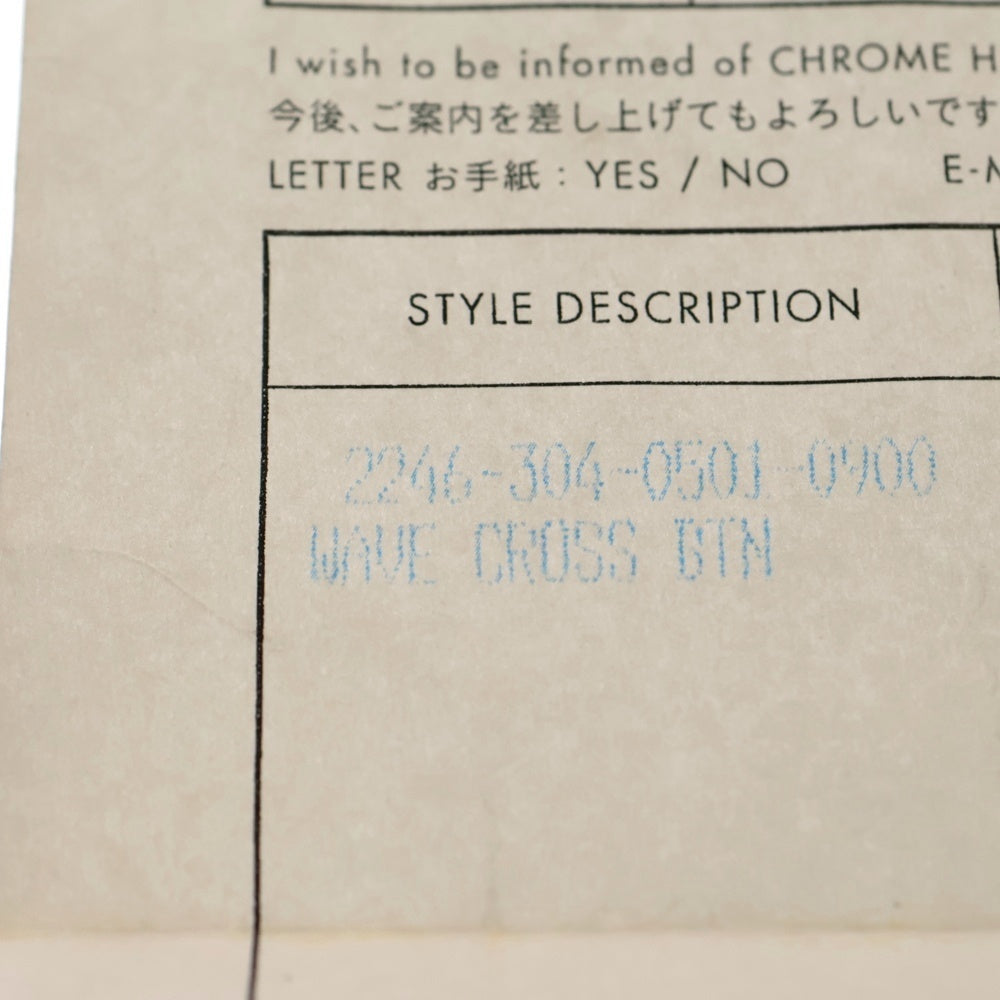 I wish to be informed of CHROME H
今後、ご案内を差し上げてもよろしいです
LETTER お手紙 : YES / NO E-M
STYLE DESCRIPTION
2246-304-0501-0900
WAVE CROSS BTN